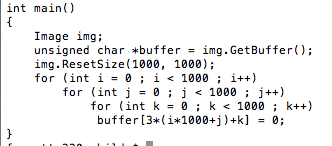 int main()
{
Image img;
unsigned char *buffer = img.GetBuffer();
img.ResetSize(1000, 1000);
for (int i = 0 ; i < 1000 ; i++)
for (int j = 0 ; j < 1000 ; j++)
for (int k = 0 ; k < 1000 ; k++)
buffer[3*(i*1000+j)+k] = 0;
}